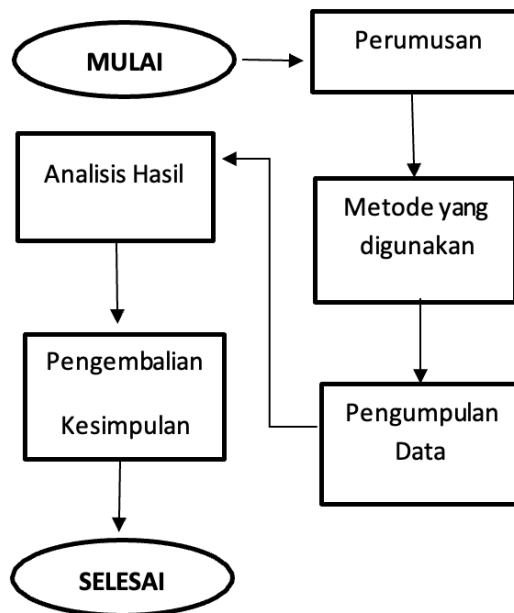 MULAI
Perumusan
Metode yang
digunakan
Pengumpulan
Data
Analisis Hasil
Pengembalian
Kesimpulan
SELESAI